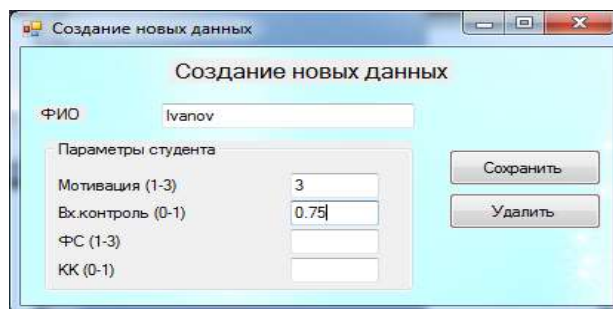 Создание новых данных
Создание новых данных
ФИО Ivanov
Параметры студента
Мотивация (1-3) 3
Вх.контроль (0-1) 0.75
ФС (1-3)
КК (0-1)
Сохранить
Удалить